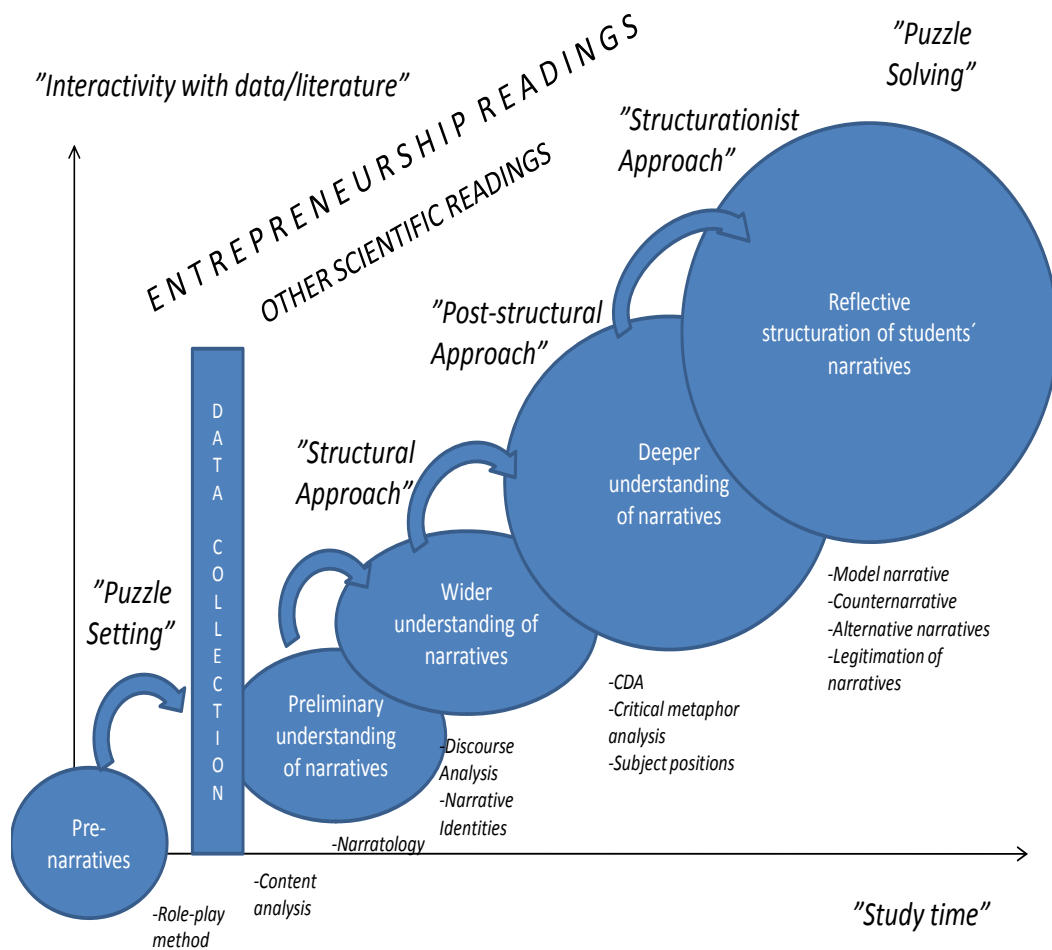 ”Puzzle
Solving”
”Interactivity with data/literature”
ENTREPRENEURSHIP READINGS
OTHER SCIENTIFIC READINGS
”Structurationist
Approach”
Reflective
structuration of students´
narratives
”Post-structural
Approach”
DATA COLLECTION
”Structural
Approach”
Deeper
understanding
of narratives
”Puzzle
Setting”
Wider
understanding of
narratives
-Model narrative
-Counternarrative
-Alternative narratives
-Legitimation of
narratives
Preliminary
understanding
of narratives
-CDA
-Critical metaphor
analysis
-Subject positions
-Discourse
Analysis
-Narrative
Identities
Pre-
narratives
-Narratology
-Content
analysis
-Role-play
method
”Study time”